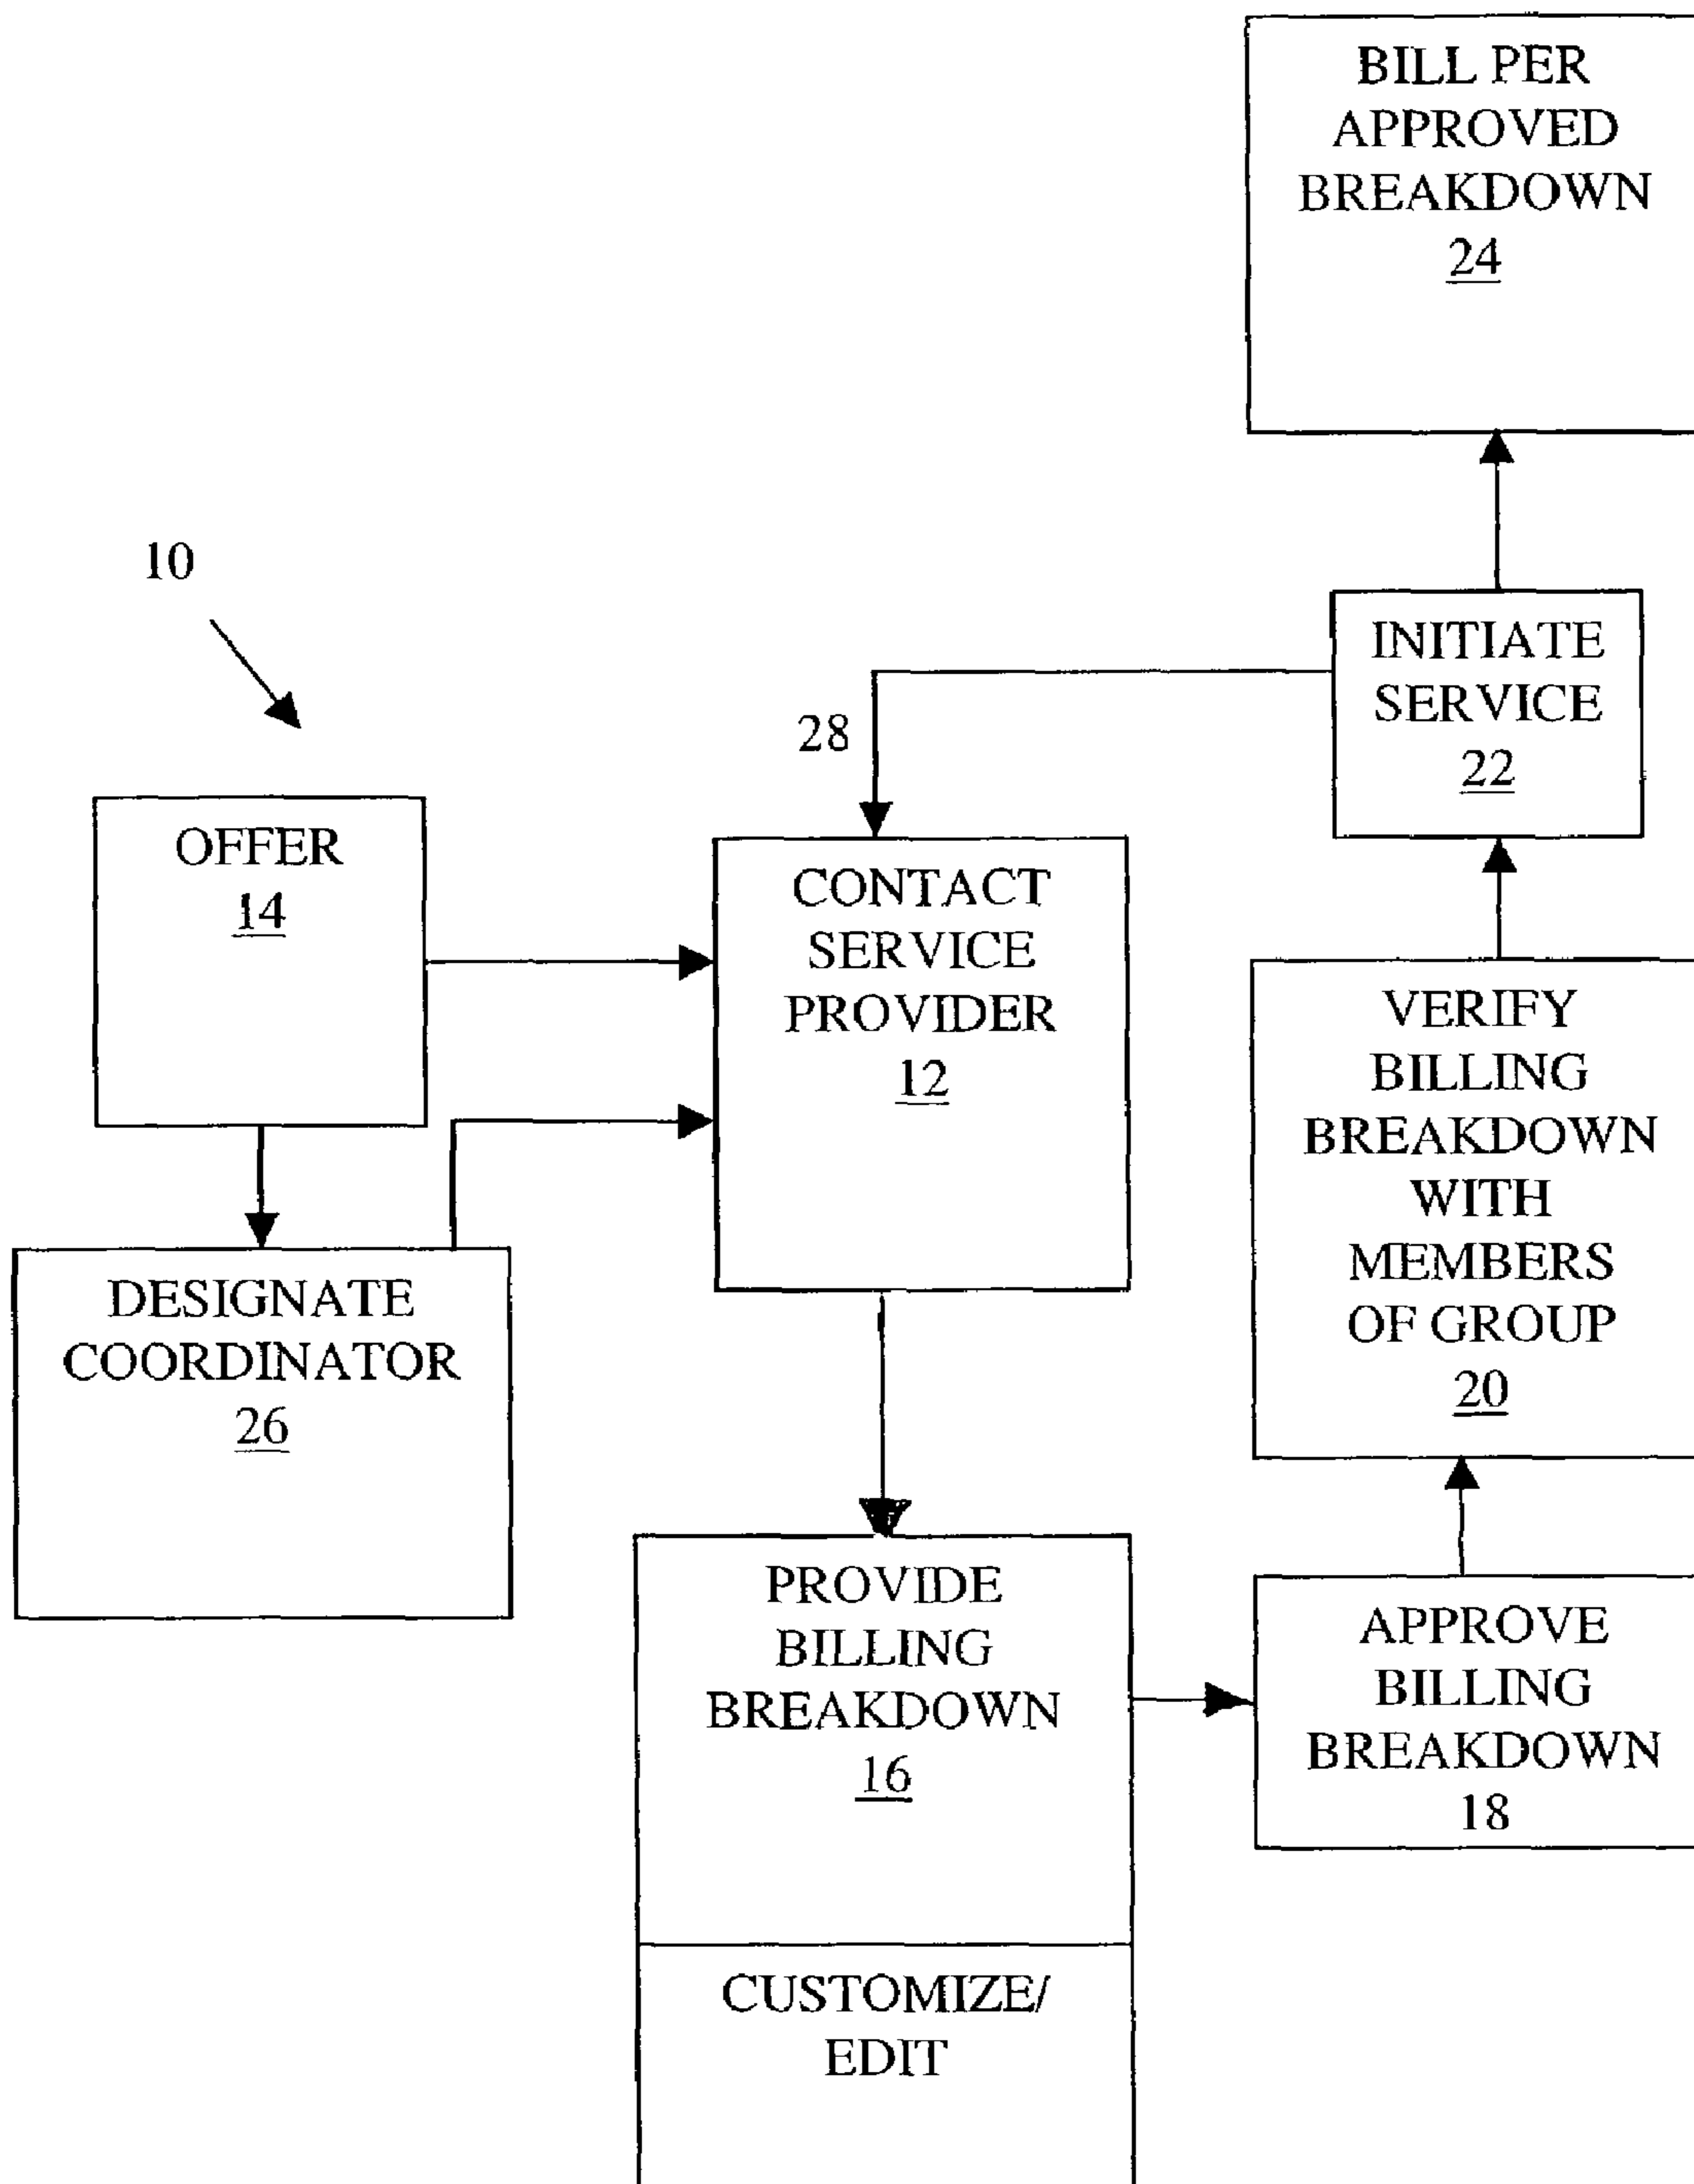 BILL PER
APPROVED
BREAKDOWN
24
10
INITIATE
SERVICE
22
28
OFFER
14
CONTACT
SERVICE
PROVIDER
12
VERIFY
BILLING
BREAKDOWN
WITH
MEMBERS
OF GROUP
20
DESIGNATE
COORDINATOR
26
PROVIDE
BILLING
BREAKDOWN
16
APPROVE
BILLING
BREAKDOWN
18
CUSTOMIZE/
EDIT